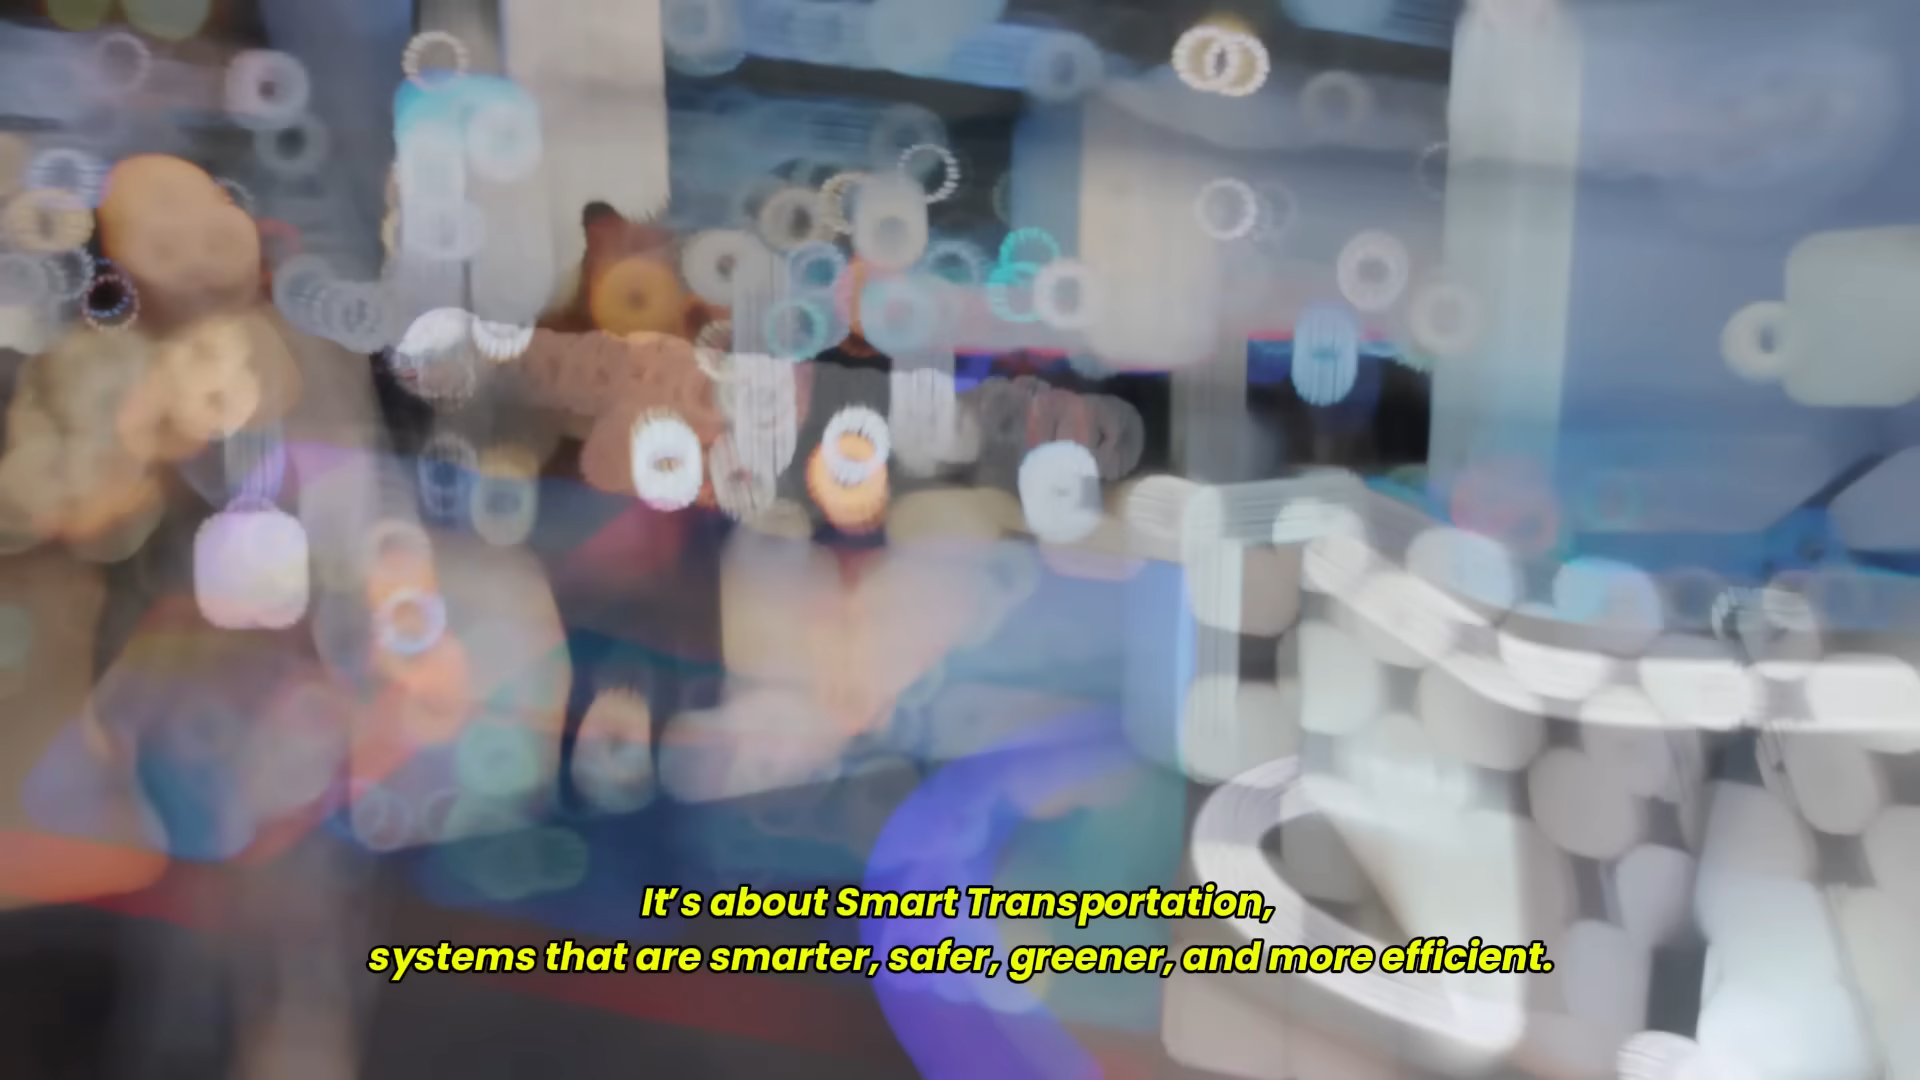 It's about Smart Transportation,
systems that are smarter, safer, greener, and more efficient.